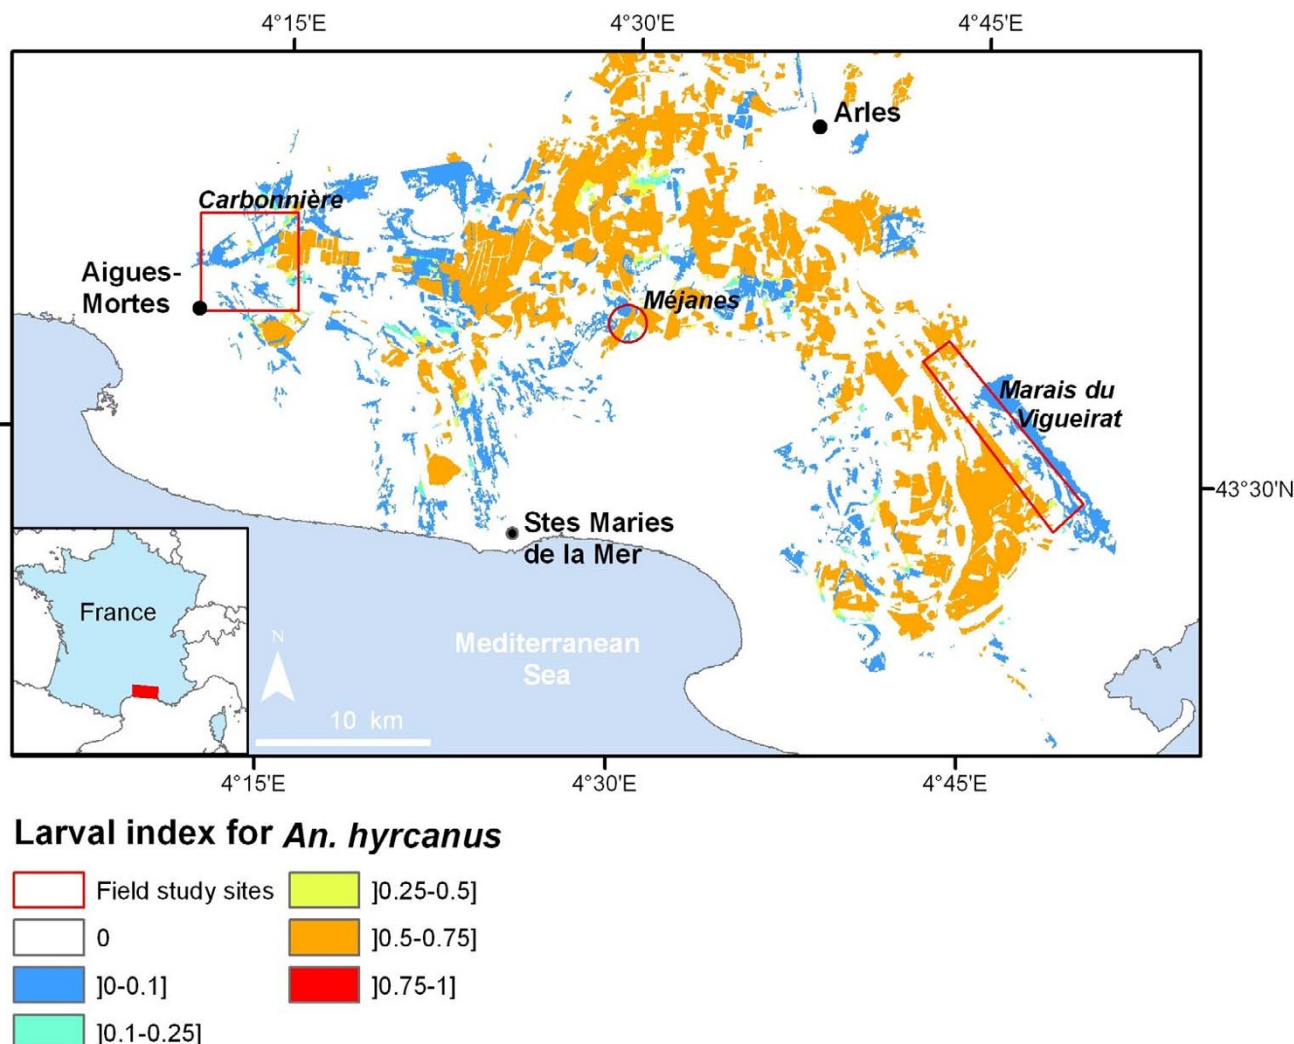 4°15'E
4°30'E
4°45'E
Arles
Carbonnière
Aigues-
Mortes
Méjanes
Marais du
Vigueirat
43°30'N
Stes Maries
de la Mer
France
N
Mediterranean
Sea
10 km
4°15'E
4°30'E
4°45'E
Larval index for An. hyrcanus
Field study sites
]0.25-0.5]
0
]0.5-0.75]
]0-0.1]
]0.75-1]
]0.1-0.25]